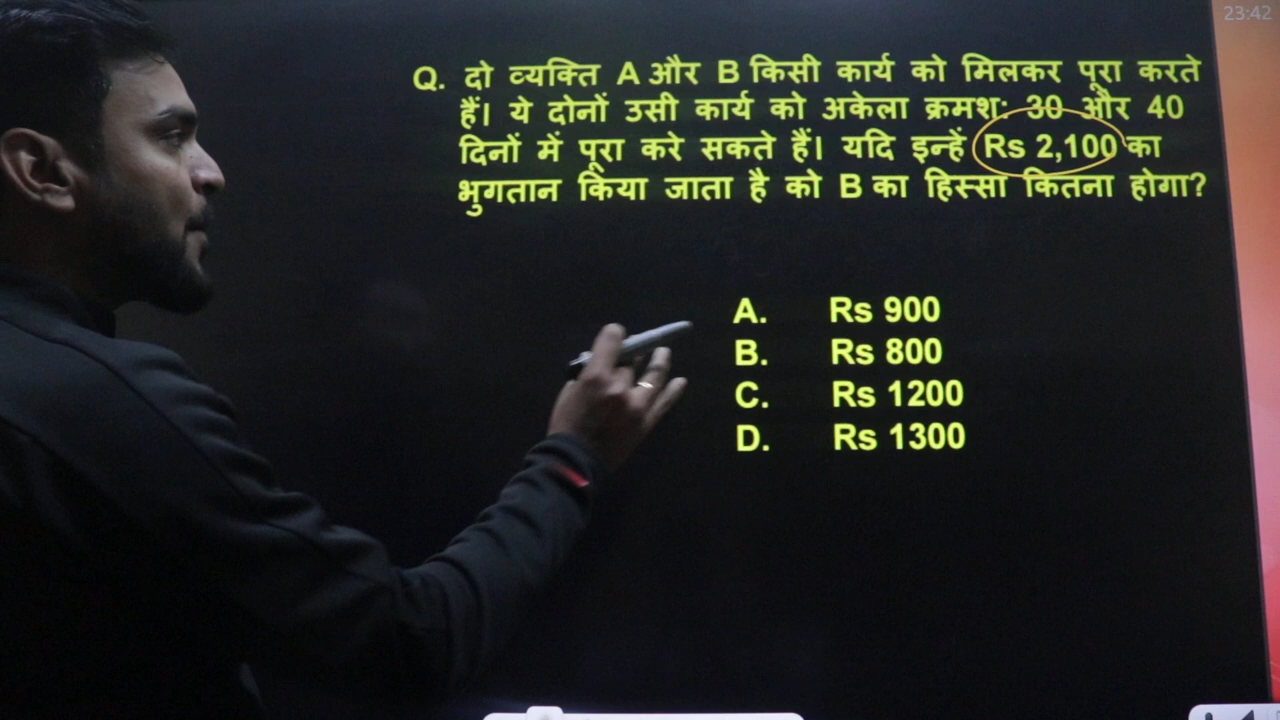 23:42
Q. दो व्यक्ति A और B किसी कार्य को मिलकर पूरा करते
हैं। ये दोनों उसी कार्य को अकेला क्रमश: 30 और 40
दिनों में पूरा करे सकते हैं। यदि इन्हें Rs 2,100 का
भुगतान किया जाता है को B का हिस्सा कितना होगा?
A. Rs 900
B. Rs 800
C. Rs 1200
D. Rs 1300